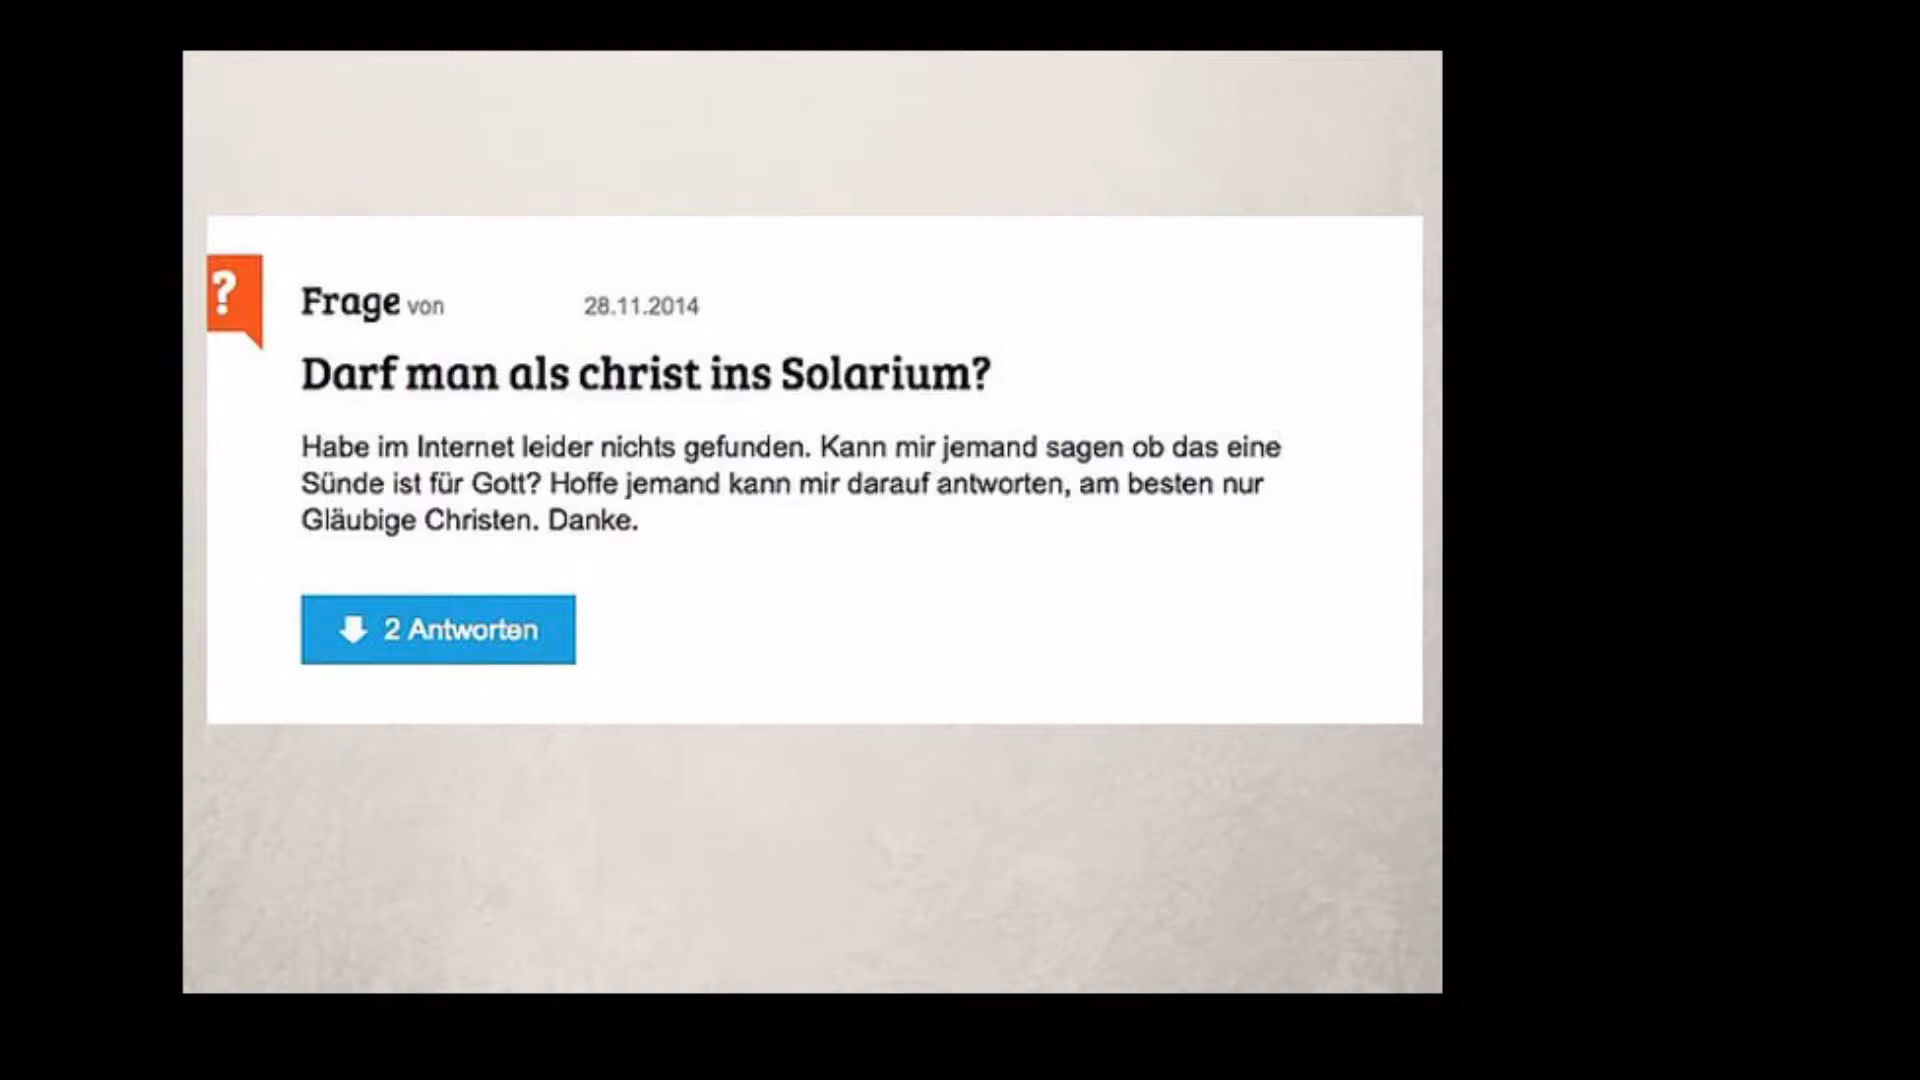 ?
Frage von 28.11.2014
Darf man als christ ins Solarium?
Habe im Internet leider nichts gefunden. Kann mir jemand sagen ob das eine
Sünde ist für Gott? Hoffe jemand kann mir darauf antworten, am besten nur
Gläubige Christen. Danke.
2 Antworten